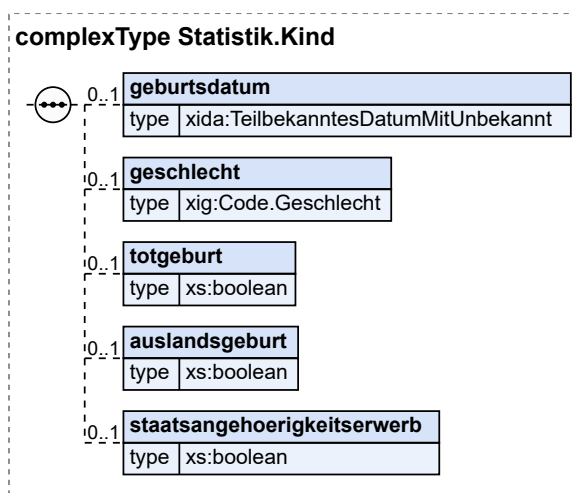 complexType Statistik.Kind
0..1 geburtsdatum
type xida:TeilbekanntesDatumMitUnbekannt
0..1 geschlecht
type xig:Code.Geschlecht
0..1 totgeburt
type xs:boolean
0..1 auslandsgeburt
type xs:boolean
0..1 staatsangehoerigkeitserwerb
type xs:boolean